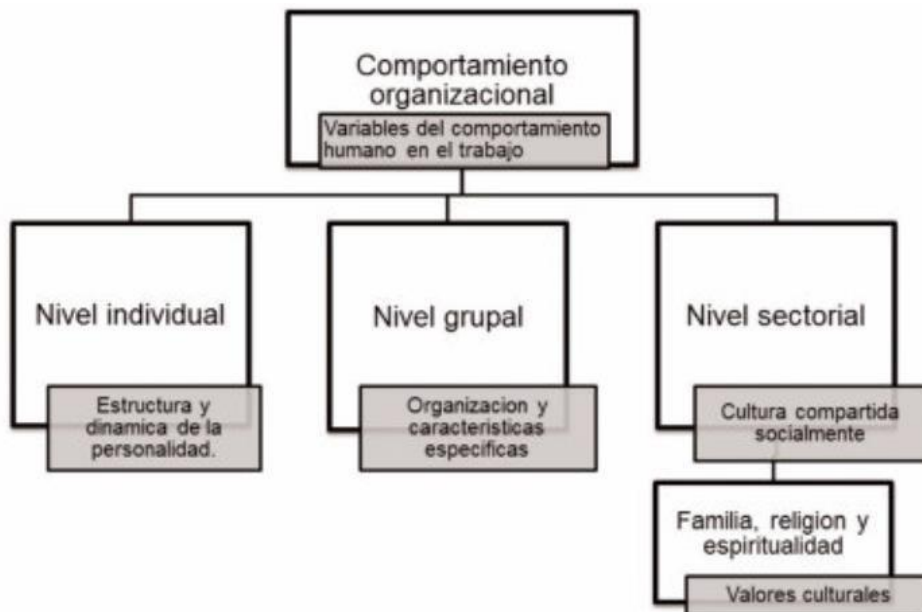 Comportamiento
organizacional
Variables del comportamiento
humano en el trabajo
Nivel individual
Estructura y
dinamica de la
personalidad.
Nivel grupal
Organizacion y
caracteristicas
especificas
Nivel sectorial
Cultura compartida
socialmente
Familia, religion y
espiritualidad
Valores culturales